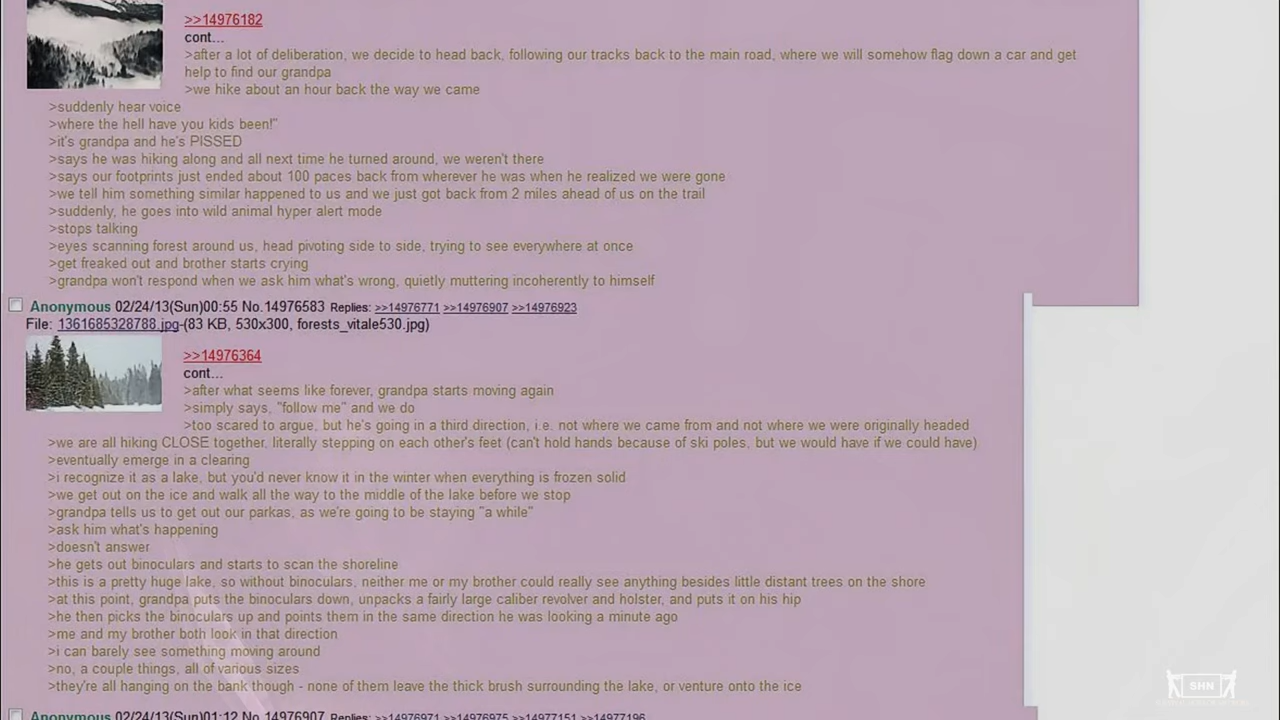 >>14976182
cont...
>after a lot of deliberation, we decide to head back, following our tracks back to the main road, where we will somehow flag down a car and get
help to find our grandpa
>we hike about an hour back the way we came
>suddenly hear voice
>where the hell have you kids been!"
>it's grandpa and he's PISSED
>says he was hiking along and all next time he turned around, we weren't there
>says our footprints just ended about 100 paces back from wherever he was when he realized we were gone
>we tell him something similar happened to us and we just got back from 2 miles ahead of us on the trail
>suddenly, he goes into wild animal hyper alert mode
>stops talking
>eyes scanning forest around us, head pivoting side to side, trying to see everywhere at once
>get freaked out and brother starts crying
>grandpa won't respond when we ask him what's wrong, quietly muttering incoherently to himself
Anonymous 02/24/13(Sun)00:55 No.14976583 Replies: >>14976771 >>14976907 >>14976923
File: 1361685328788.jpg-(83 KB, 530x300, forests_vitale530.jpg)
>>14976364
cont...
>after what seems like forever, grandpa starts moving again
>simply says, "follow me" and we do
>too scared to argue, but he's going in a third direction, i.e. not where we came from and not where we were originally headed
>we are all hiking CLOSE together, literally stepping on each other's feet (can't hold hands because of ski poles, but we would have if we could have)
>eventually emerge in a clearing
>i recognize it as a lake, but you'd never know it in the winter when everything is frozen solid
>we get out on the ice and walk all the way to the middle of the lake before we stop
>grandpa tells us to get out our parkas, as we're going to be staying "a while"
>ask him what's happening
>doesn't answer
>he gets out binoculars and starts to scan the shoreline
>this is a pretty huge lake, so without binoculars, neither me or my brother could really see anything besides little distant trees on the shore
>at this point, grandpa puts the binoculars down, unpacks a fairly large caliber revolver and holster, and puts it on his hip
>he then picks the binoculars up and points them in the same direction he was looking a minute ago
>me and my brother both look in that direction
>i can barely see something moving around
>no, a couple things, all of various sizes
>they're all hanging on the bank though - none of them leave the thick brush surrounding the lake, or venture onto the ice
Anonymous 02/24/13(Sun)01:12 No.14976907 Replies: >>14976971 >>14976975 >>14977151 >>14977196
SHN